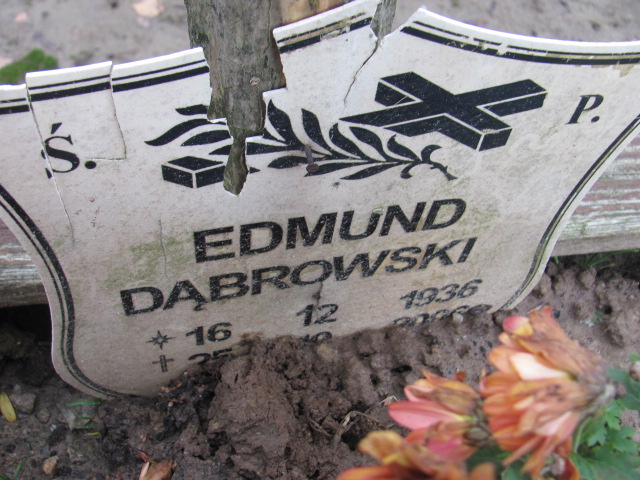 Ś. P.
EDMUND
DĄBROWSKI
16 12 1936